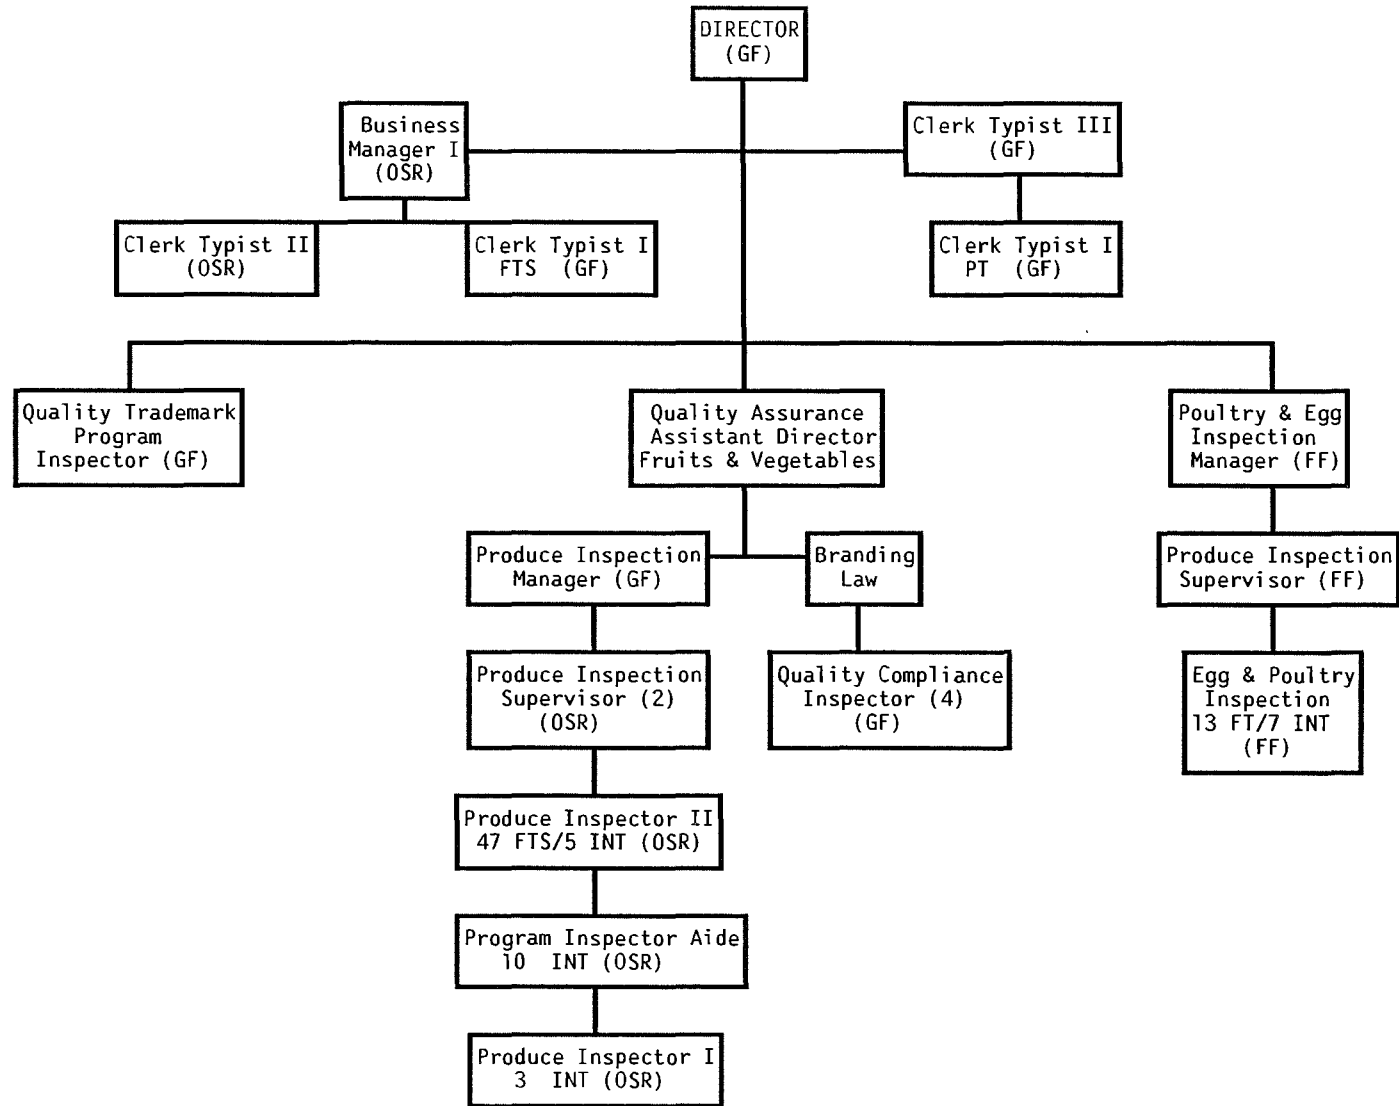 DIRECTOR
(GF)
Business
Manager I
(OSR)
Clerk Typist III
(GF)
Clerk Typist II
(OSR)
Clerk Typist I
FTS (GF)
Clerk Typist I
PT (GF)
Quality Trademark
Program
Inspector (GF)
Quality Assurance
Assistant Director
Fruits & Vegetables
Poultry & Egg
Inspection
Manager (FF)
Produce Inspection
Manager (GF)
Branding
Law
Produce Inspection
Supervisor (FF)
Produce Inspection
Supervisor (2)
(OSR)
Quality Compliance
Inspector (4)
(GF)
Egg & Poultry
Inspection
13 FT/7 INT
(FF)
Produce Inspector II
47 FTS/5 INT (OSR)
Program Inspector Aide
10 INT (OSR)
Produce Inspector I
3 INT (OSR)